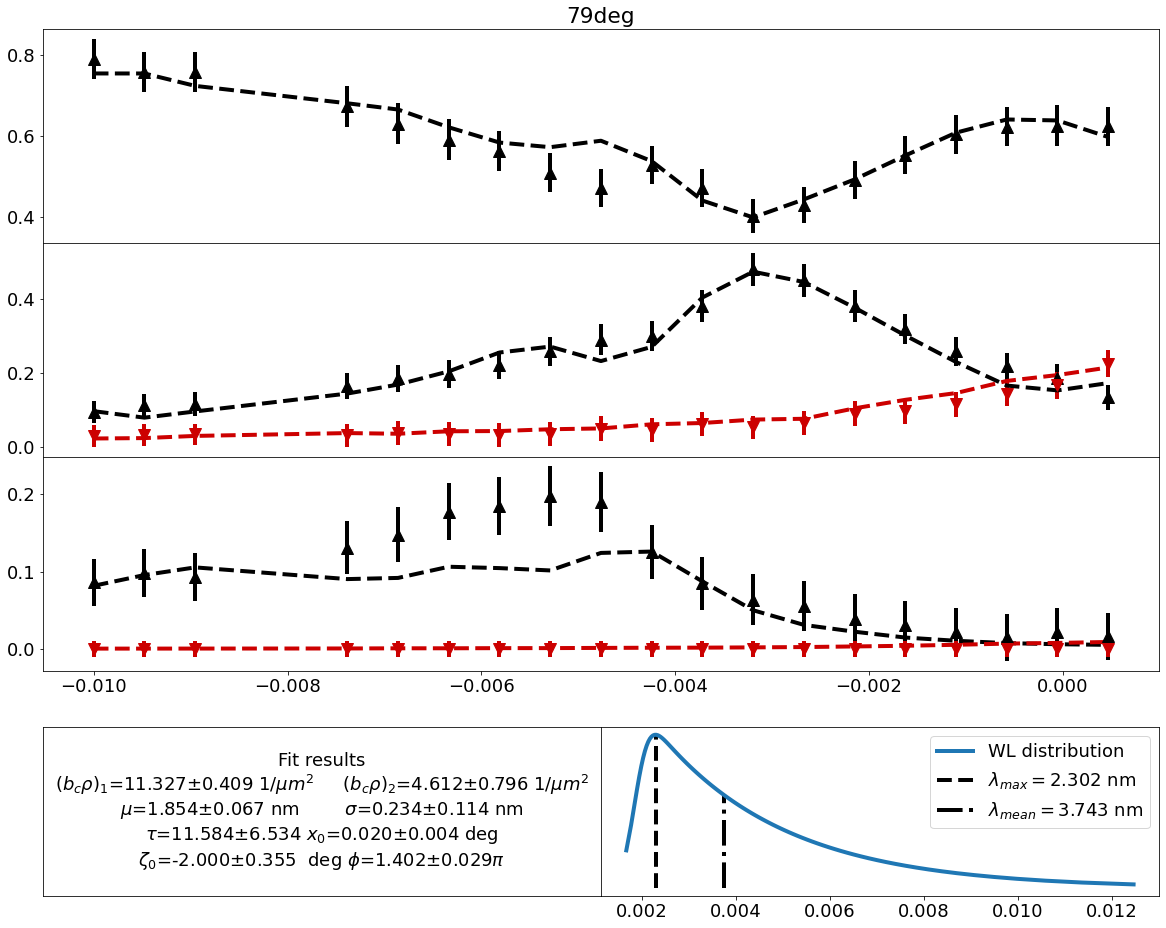 79deg
0.8
0.6
0.4
0.4
0.2
0.0
0.2
0.1
0.0
−0.010 −0.008 −0.006 −0.004 −0.002 0.000
Fit results
(b_cρ)_1=11.327±0.409 1/μm^2 (b_cρ)_2=4.612±0.796 1/μm^2
μ=1.854±0.067 nm σ=0.234±0.114 nm
τ=11.584±6.534 x_0=0.020±0.004 deg
ζ_0=-2.000±0.355 deg ϕ=1.402±0.029π
WL distribution
λ_max = 2.302 nm
λ_mean = 3.743 nm
0.002 0.004 0.006 0.008 0.010 0.012